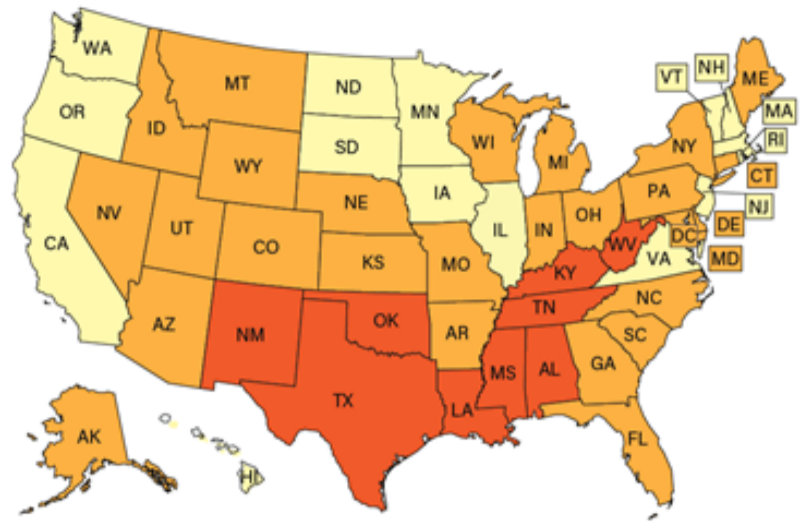 WA
OR
CA
ID
NV
MT
WY
UT
AZ
CO
NM
ND
SD
NE
KS
OK
TX
MN
IA
MO
AR
LA
WI
IL
MI
IN
OH
KY
TN
MS
AL
GA
FL
SC
NC
VA
WV
PA
NY
VT
NH
ME
MA
RI
CT
NJ
DE
DC
MD
AK
HI